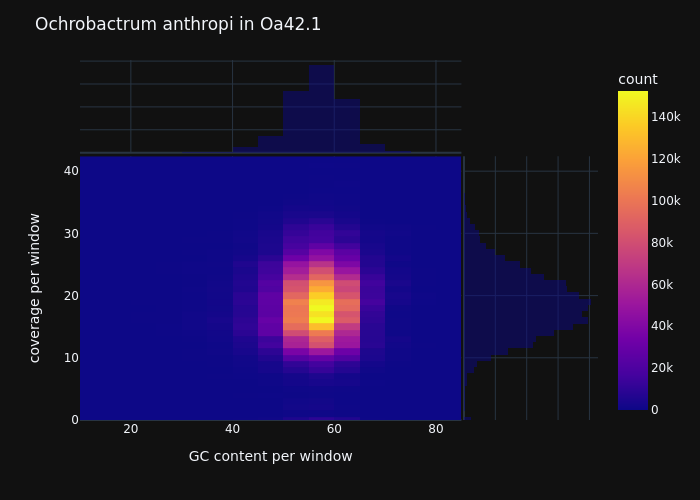 Ochrobactrum anthropi in Oa42.1
count
140k
120k
100k
80k
60k
40k
20k
0
coverage per window
40
30
20
10
0
20
40
60
80
GC content per window